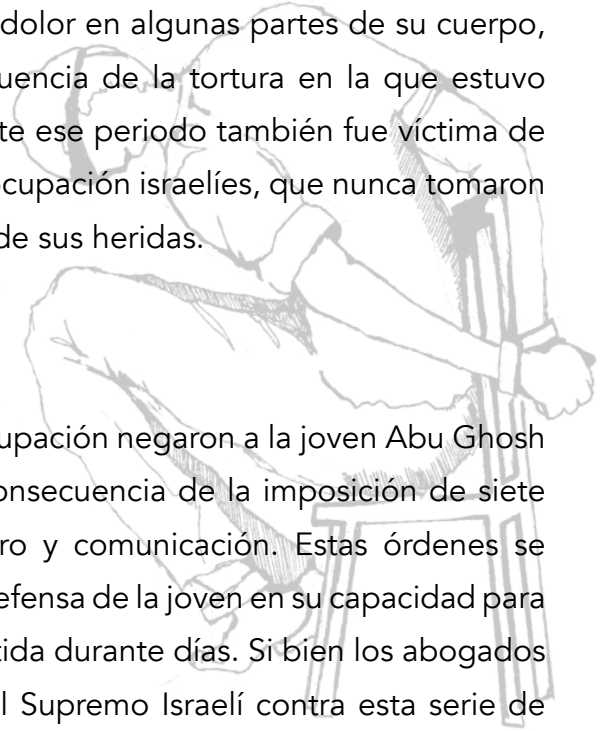 dolor en algunas partes de su cuerpo,
uencia de la tortura en la que estuvo
te ese periodo también fue víctima de
ocupación israelíes, que nunca tomaron
de sus heridas.
upación negaron a la joven Abu Ghosh
onsecuencia de la imposición de siete
ro y comunicación. Estas órdenes se
efensa de la joven en su capacidad para
tida durante días. Si bien los abogados
l Supremo Israelí contra esta serie de